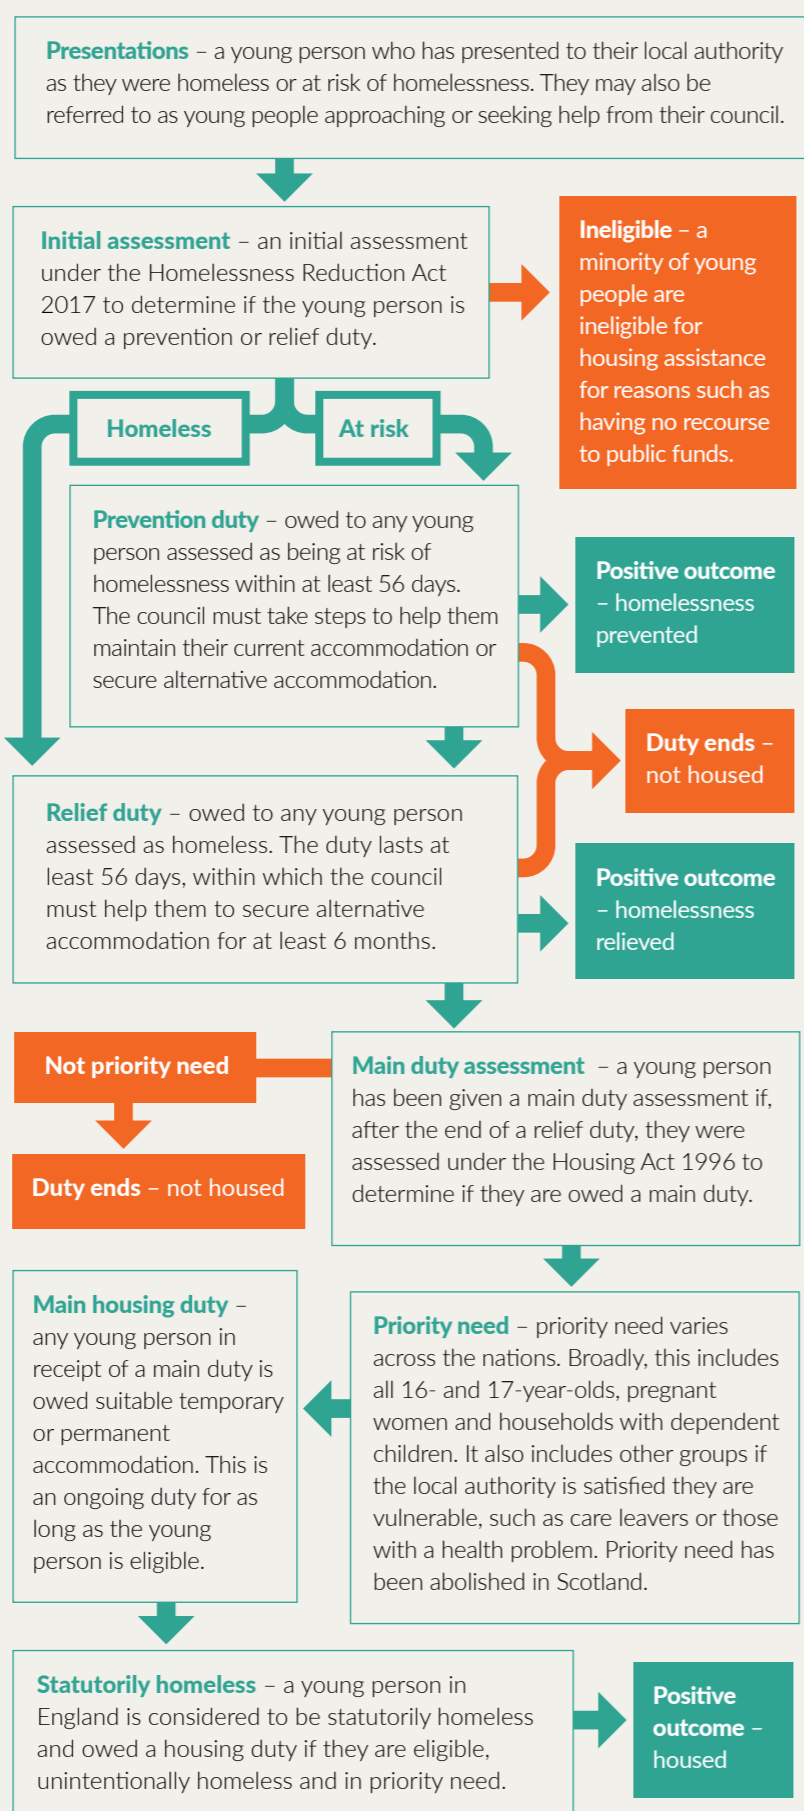 Presentations – a young person who has presented to their local authority
as they were homeless or at risk of homelessness. They may also be
referred to as young people approaching or seeking help from their council.
Initial assessment – an initial assessment
under the Homelessness Reduction Act
2017 to determine if the young person is
owed a prevention or relief duty.
Ineligible – a
minority of young
people are
ineligible for
housing assistance
for reasons such as
having no recourse
to public funds.
Homeless
At risk
Prevention duty – owed to any young
person assessed as being at risk of
homelessness within at least 56 days.
The council must take steps to help them
maintain their current accommodation or
secure alternative accommodation.
Positive outcome
– homelessness
prevented
Duty ends –
not housed
Relief duty – owed to any young person
assessed as homeless. The duty lasts at
least 56 days, within which the council
must help them to secure alternative
accommodation for at least 6 months.
Positive outcome
– homelessness
relieved
Not priority need
Duty ends – not housed
Main duty assessment – a young person
has been given a main duty assessment if,
after the end of a relief duty, they were
assessed under the Housing Act 1996 to
determine if they are owed a main duty.
Main housing duty –
any young person in
receipt of a main duty is
owed suitable temporary
or permanent
accommodation. This is
an ongoing duty for as
long as the young
person is eligible.
Priority need – priority need varies
across the nations. Broadly, this includes
all 16- and 17-year-olds, pregnant
women and households with dependent
children. It also includes other groups if
the local authority is satisfied they are
vulnerable, such as care leavers or those
with a health problem. Priority need has
been abolished in Scotland.
Statutorily homeless – a young person in
England is considered to be statutorily homeless
and owed a housing duty if they are eligible,
unintentionally homeless and in priority need.
Positive
outcome –
housed